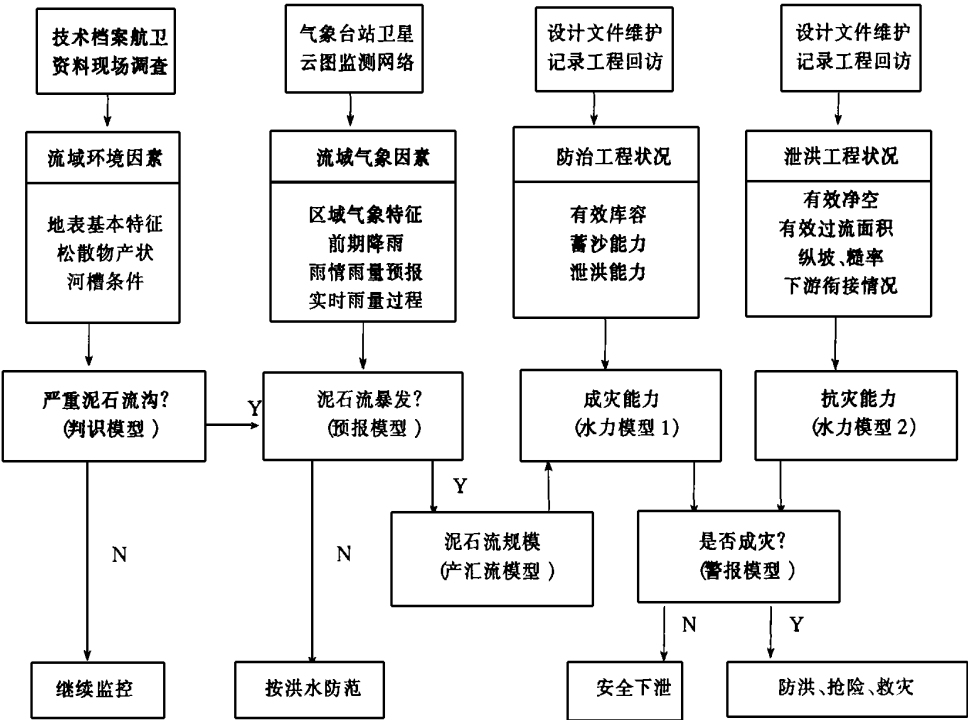 技术档案航卫
资料现场调查
气象台站卫星
云图监测网络
设计文件维护
记录工程回访
设计文件维护
记录工程回访
流域环境因素
地表基本特征
松散物产状
河槽条件
流域气象因素
区域气象特征
前期降雨
雨情雨量预报
实时雨量过程
防治工程状况
有效库容
蓄沙能力
泄洪能力
泄洪工程状况
有效净空
有效过流面积
纵坡、糙率
下游衔接情况
严重泥石流沟?
(判识模型)
Y
泥石流暴发?
(预报模型)
成灾能力
(水力模型1)
抗灾能力
(水力模型2)
N
N
Y
泥石流规模
(产汇流模型)
是否成灾?
(警报模型)
N
Y
继续监控
按洪水防范
安全下泄
防洪、抢险、救灾